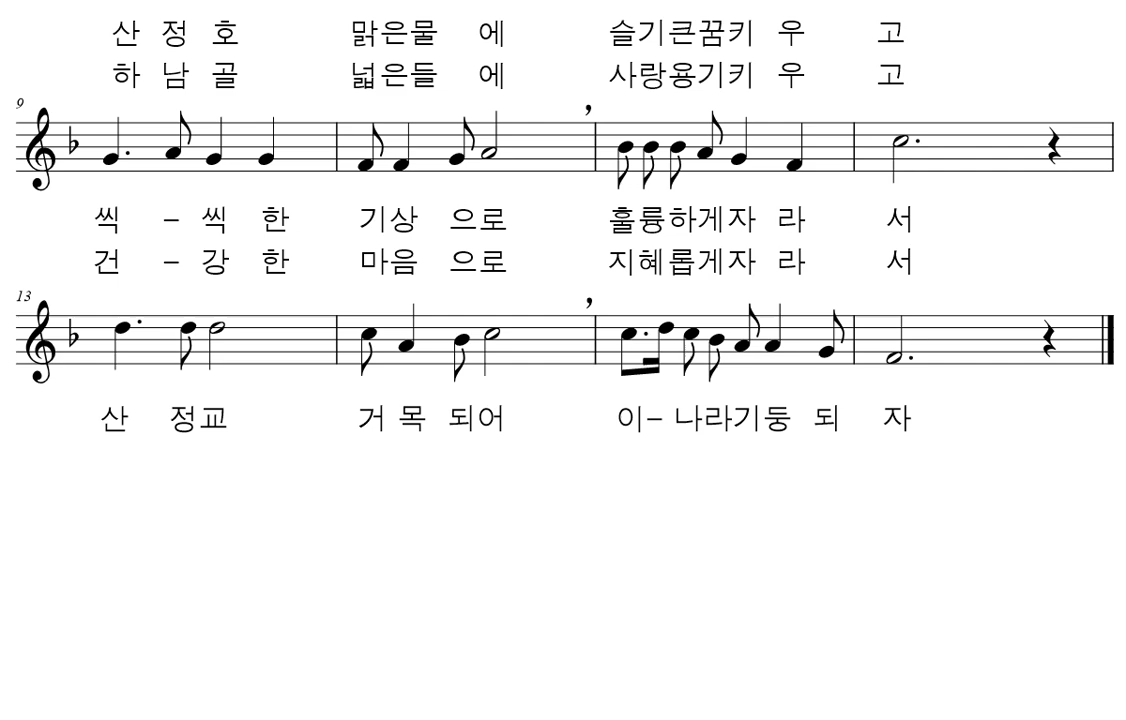 산 정 호 맑은물 에 슬기큰꿈키 우 고
하 남 골 넓은들 에 사랑용기키 우 고
9
씩 – 씩 한 기상 으로 훌륭하게자 라 서
건 – 강 한 마음 으로 지혜롭게자 라 서
13
산 정교 거 목 되어 이– 나라기둥 되 자